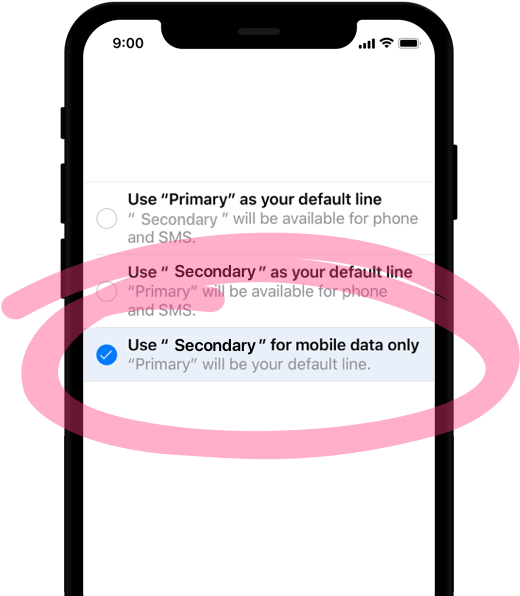 9:00
Use “Primary” as your default line
“ Secondary ” will be available for phone
and SMS.
Use “ Secondary ” as your default line
“Primary” will be available for phone
and SMS.
Use “ Secondary ” for mobile data only
“Primary” will be your default line.